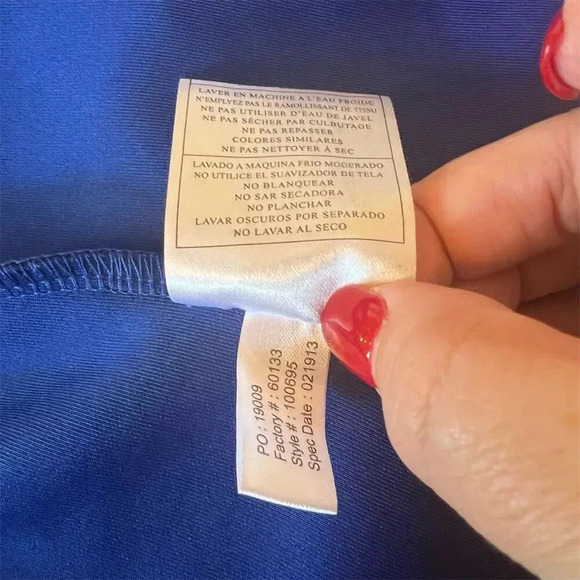 LAVER EN MACHINE A L'EAU FROIDE
N'EMPLYEZ PAS LE RAMOLLISSANT DE TISSU
NE PAS UTILISER D'EAU DE JAVEL
NE PAS SÉCHER PAR CULBUTAGE
NE PAS REPASSER
COLORES SIMILARES
NE PAS NETTOYER À SEC
LAVADO A MAQUINA FRIO MODERADO
NO UTILICE EL SUAVIZADOR DE TELA
NO BLANQUEAR
NO SAR SECADORA
NO PLANCHAR
LAVAR OSCUROS POR SEPARADO
NO LAVAR AL SECO
PO : 19009
Factory # : 60133
Style # : 100695
Spec Date : 021913